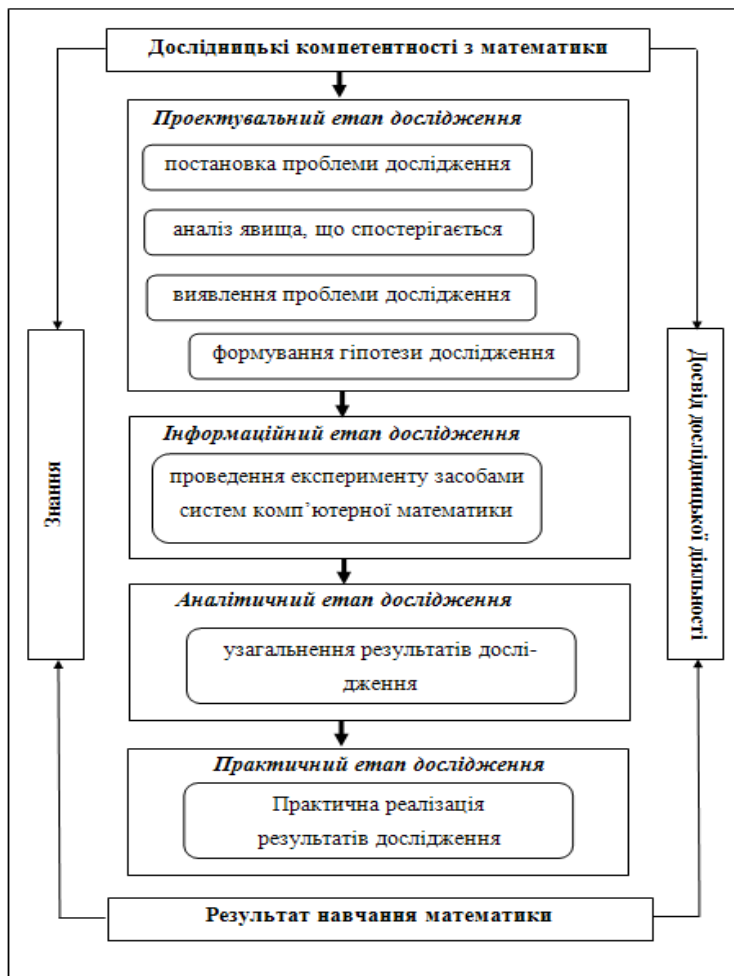 Дослідницькі компетентності з математики
Проектувальний етап дослідження
постановка проблеми дослідження
аналіз явища, що спостерігається
виявлення проблеми дослідження
формування гіпотези дослідження
Інформаційний етап дослідження
проведення експерименту засобами
систем комп’ютерної математики
Аналітичний етап дослідження
узагальнення результатів дослі-
дження
Практичний етап дослідження
Практична реалізація
результатів дослідження
Знання
Досвід дослідницької діяльності
Результат навчання математики